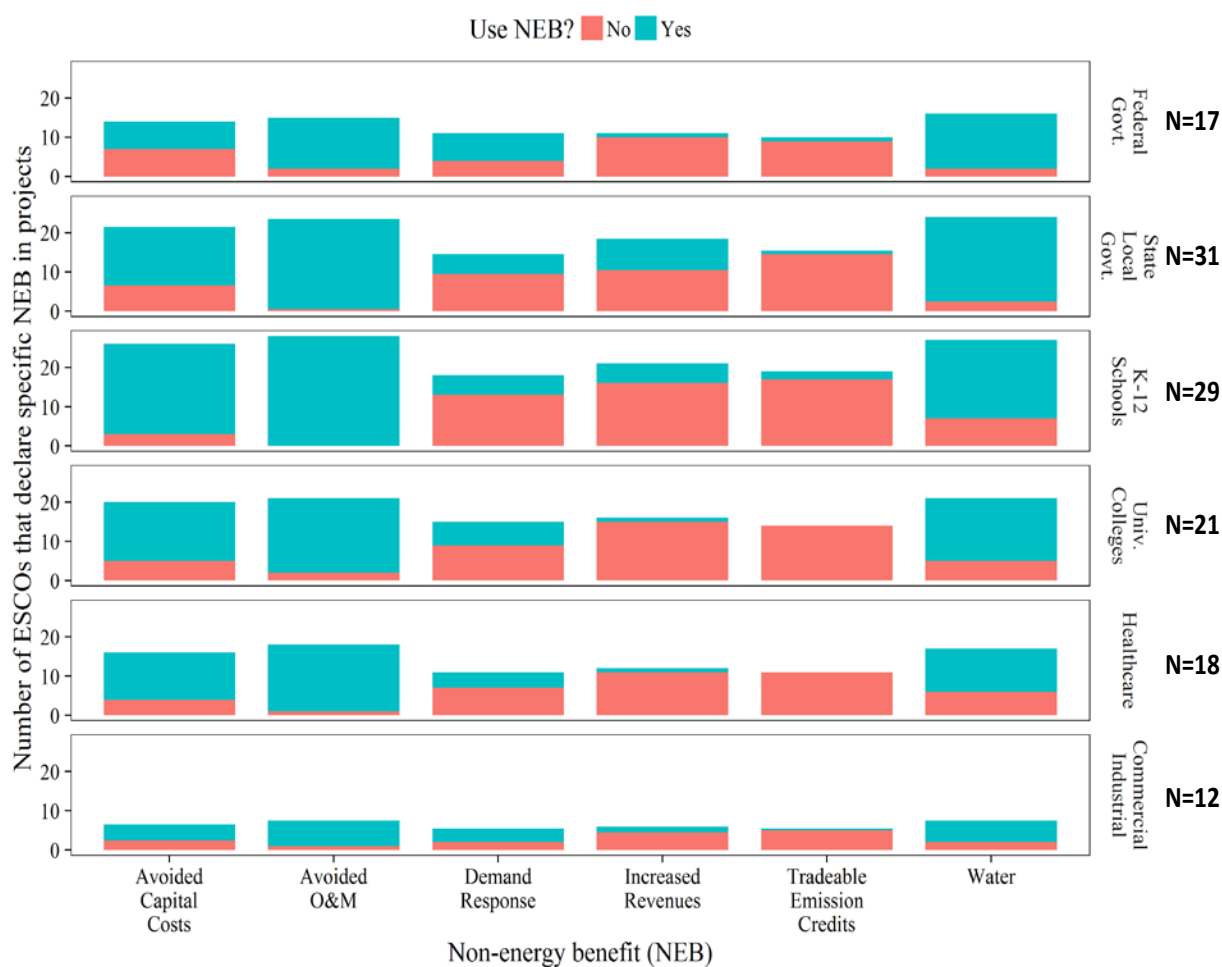 Use NEB? No Yes
Number of ESCOs that declare specific NEB in projects
20
10
0
Federal
Govt.
N=17
20
10
0
State
Local
Govt.
N=31
20
10
0
K-12
Schools
N=29
20
10
0
Univ.
Colleges
N=21
20
10
0
Healthcare
N=18
20
10
0
Commercial
Industrial
N=12
Avoided
Capital
Costs
Avoided
O&M
Demand
Response
Increased
Revenues
Tradeable
Emission
Credits
Water
Non-energy benefit (NEB)